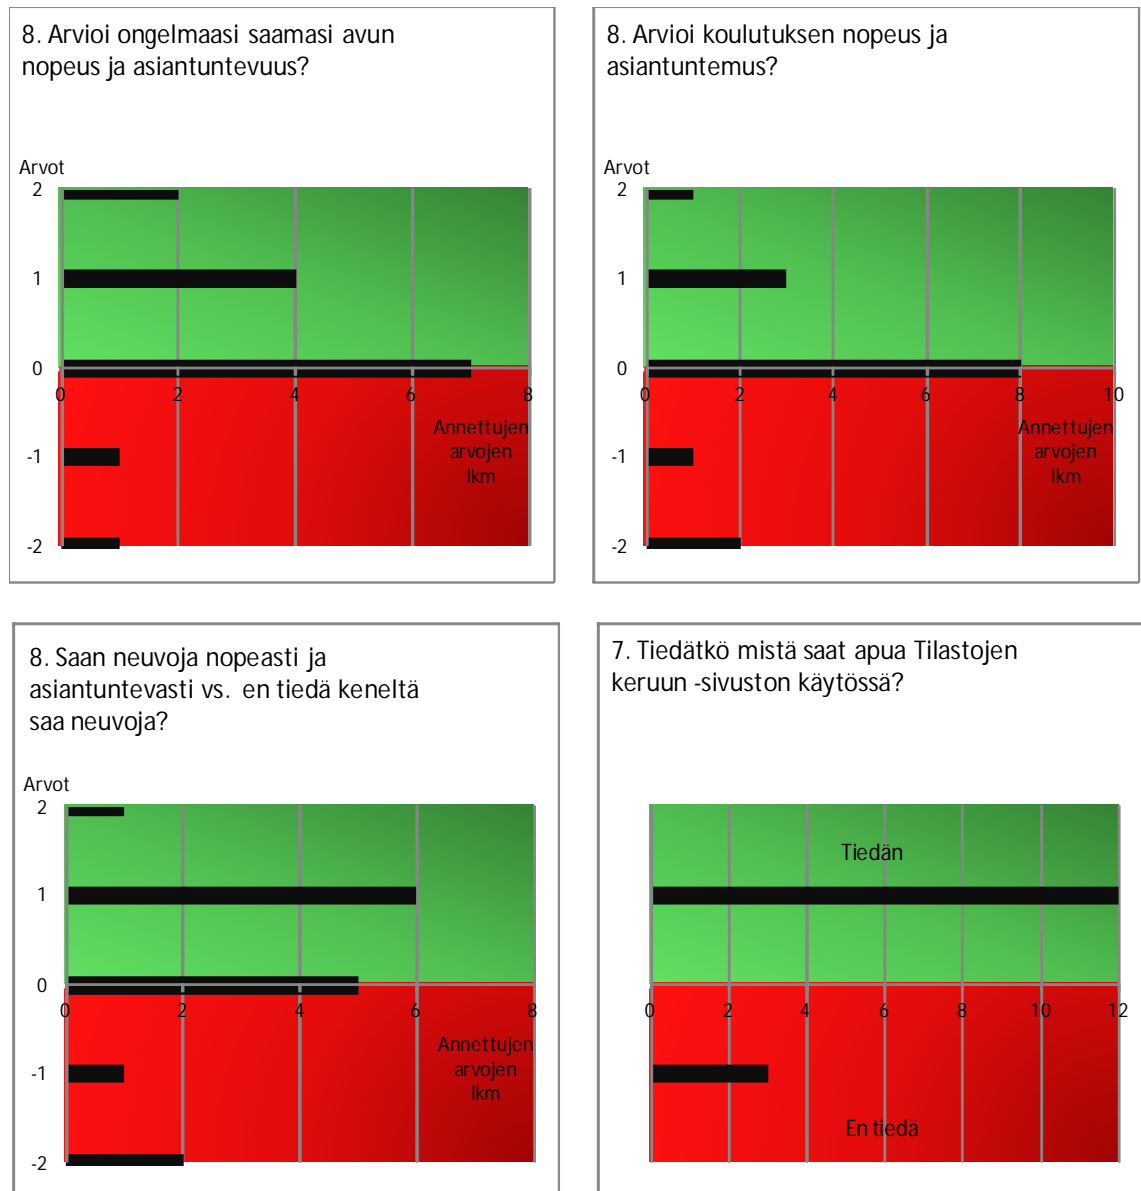 8. Arvioi ongelmaasi saamasi avun
nopeus ja asiantuntevuus?
Arvot
2
1
0
0 2 4 6 8
Annettujen
arvojen
lkm
-1
-2
8. Arvioi koulutuksen nopeus ja
asiantuntemus?
Arvot
2
1
0
0 2 4 6 8 10
Annettujen
arvojen
lkm
-1
-2
8. Saan neuvoja nopeasti ja
asiantuntevasti vs. en tiedä keneltä
saa neuvoja?
Arvot
2
1
0
0 2 4 6 8
Annettujen
arvojen
lkm
-1
-2
7. Tiedätkö mistä saat apua Tilastojen
keruun -sivuston käytössä?
Tiedän
0 2 4 6 8 10 12
En tiedä